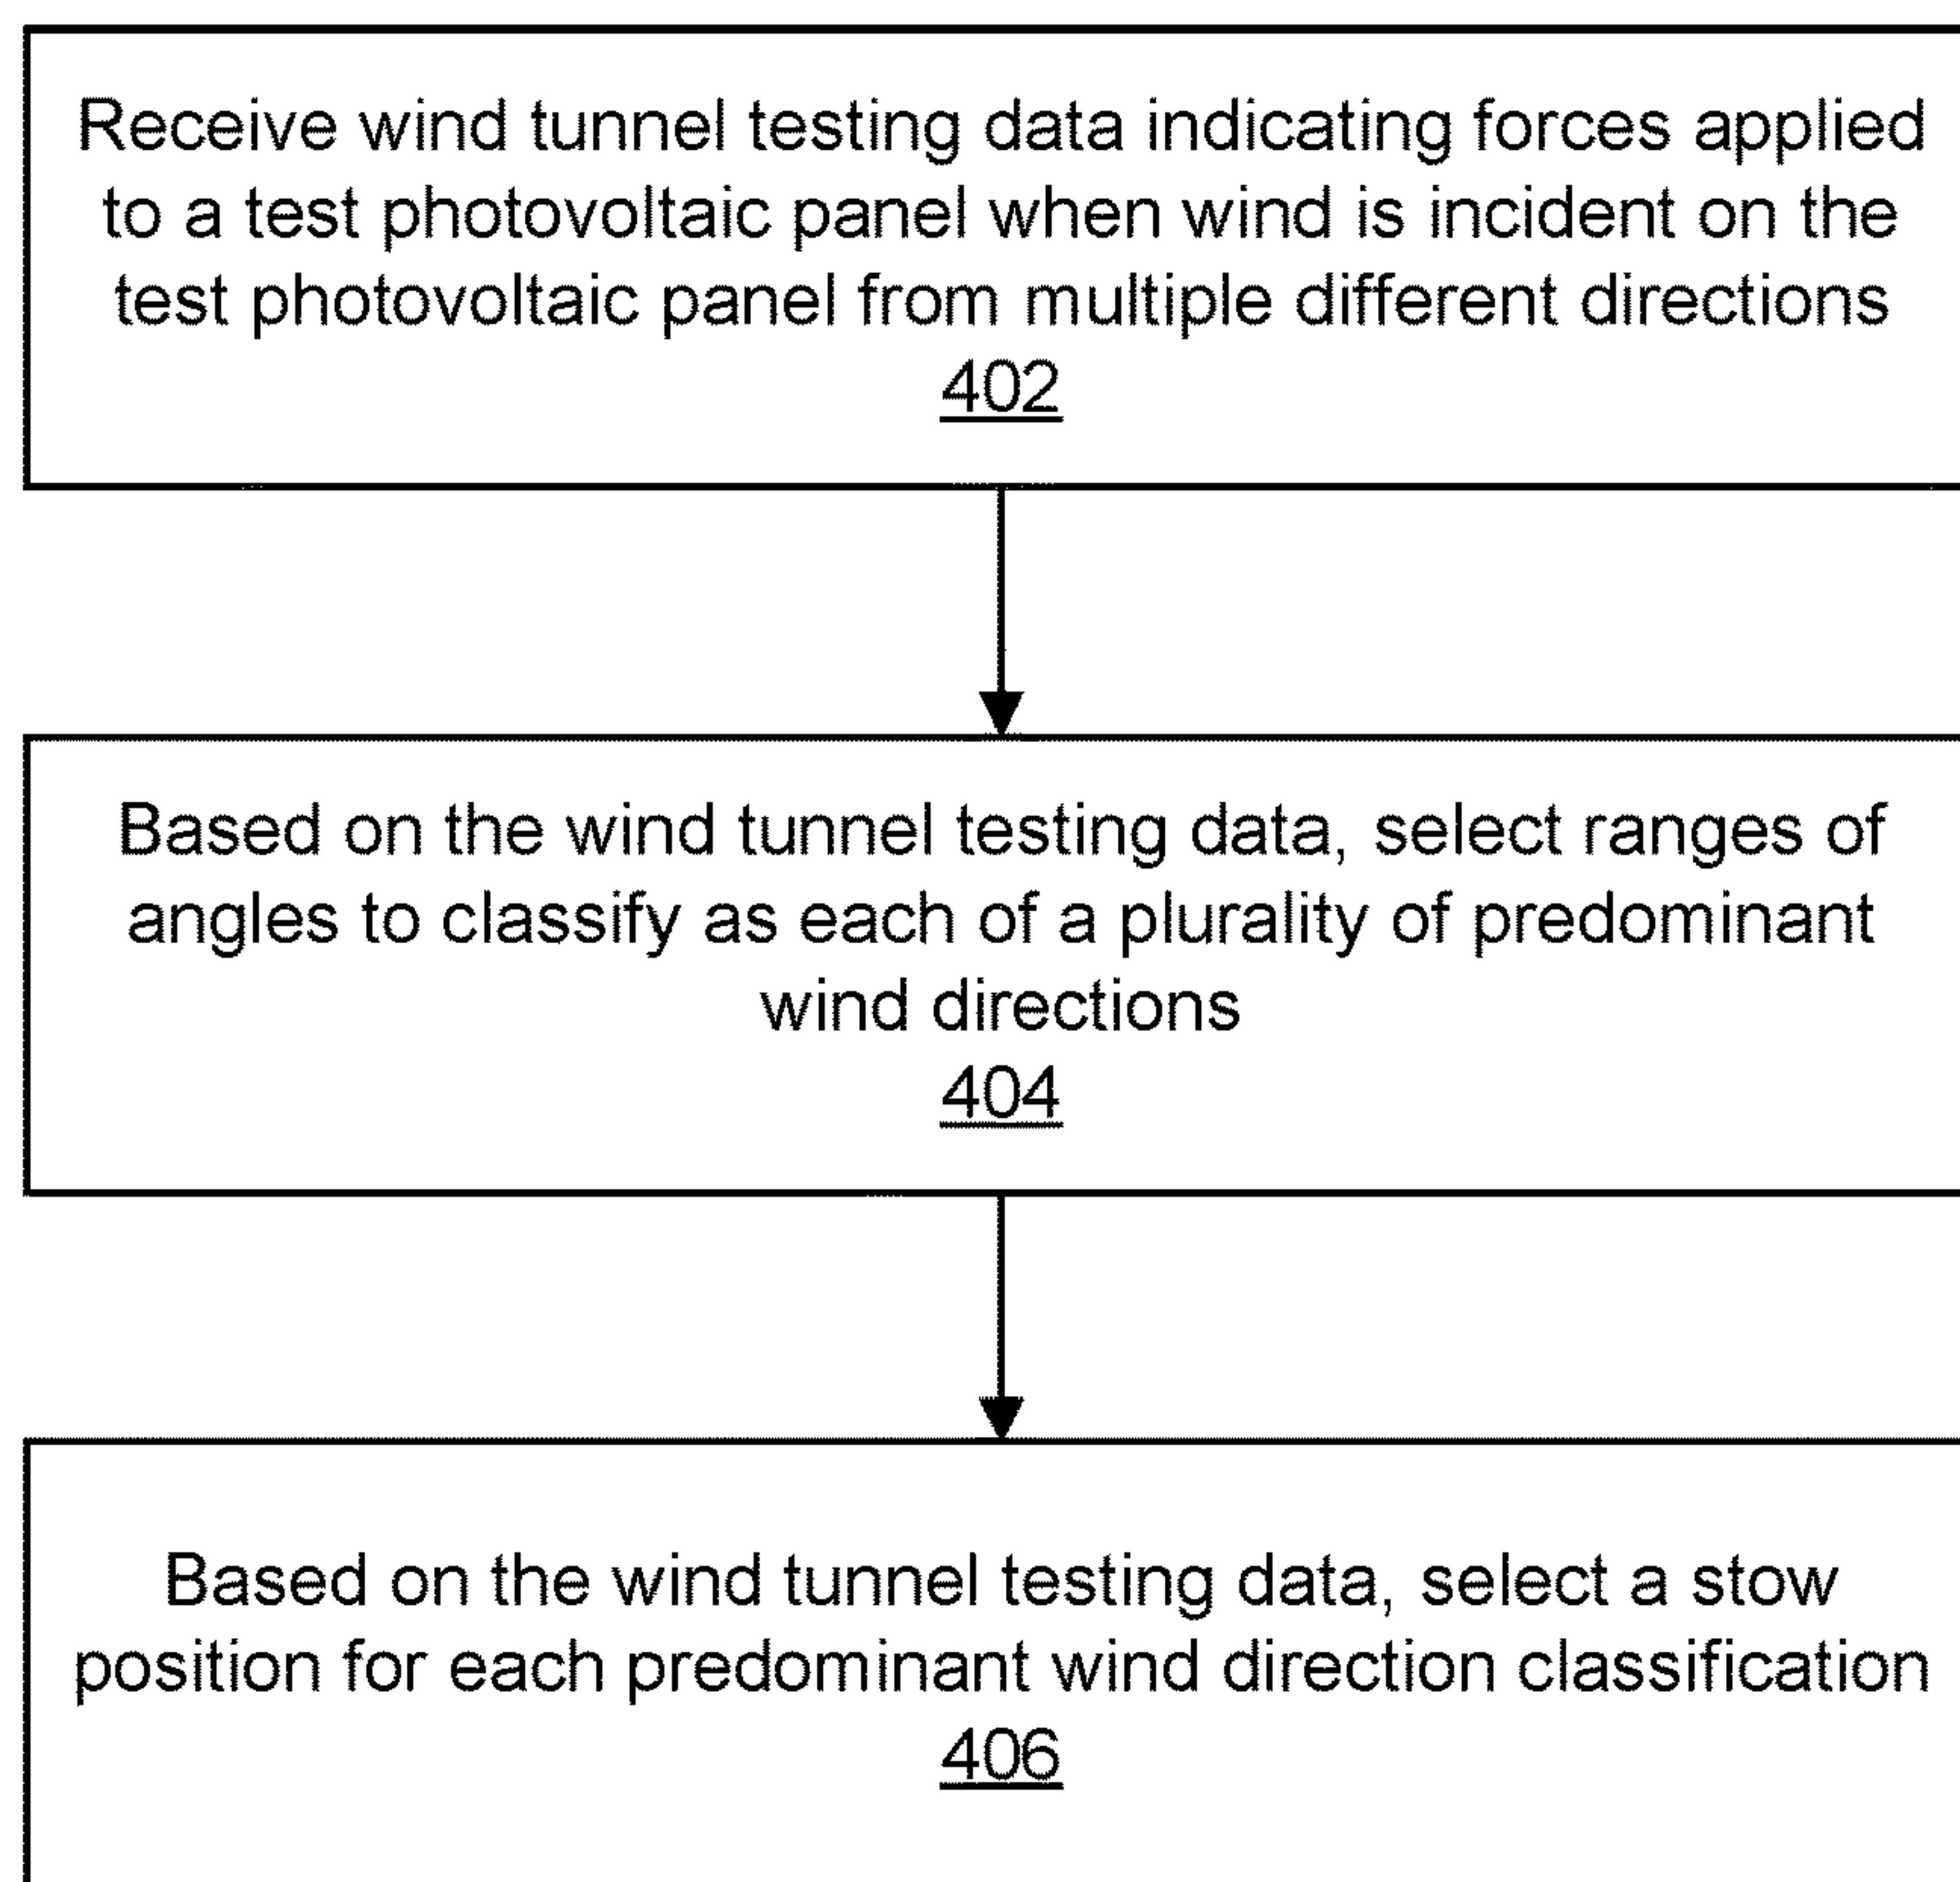 Receive wind tunnel testing data indicating forces applied
to a test photovoltaic panel when wind is incident on the
test photovoltaic panel from multiple different directions
402
Based on the wind tunnel testing data, select ranges of
angles to classify as each of a plurality of predominant
wind directions
404
Based on the wind tunnel testing data, select a stow
position for each predominant wind direction classification
406